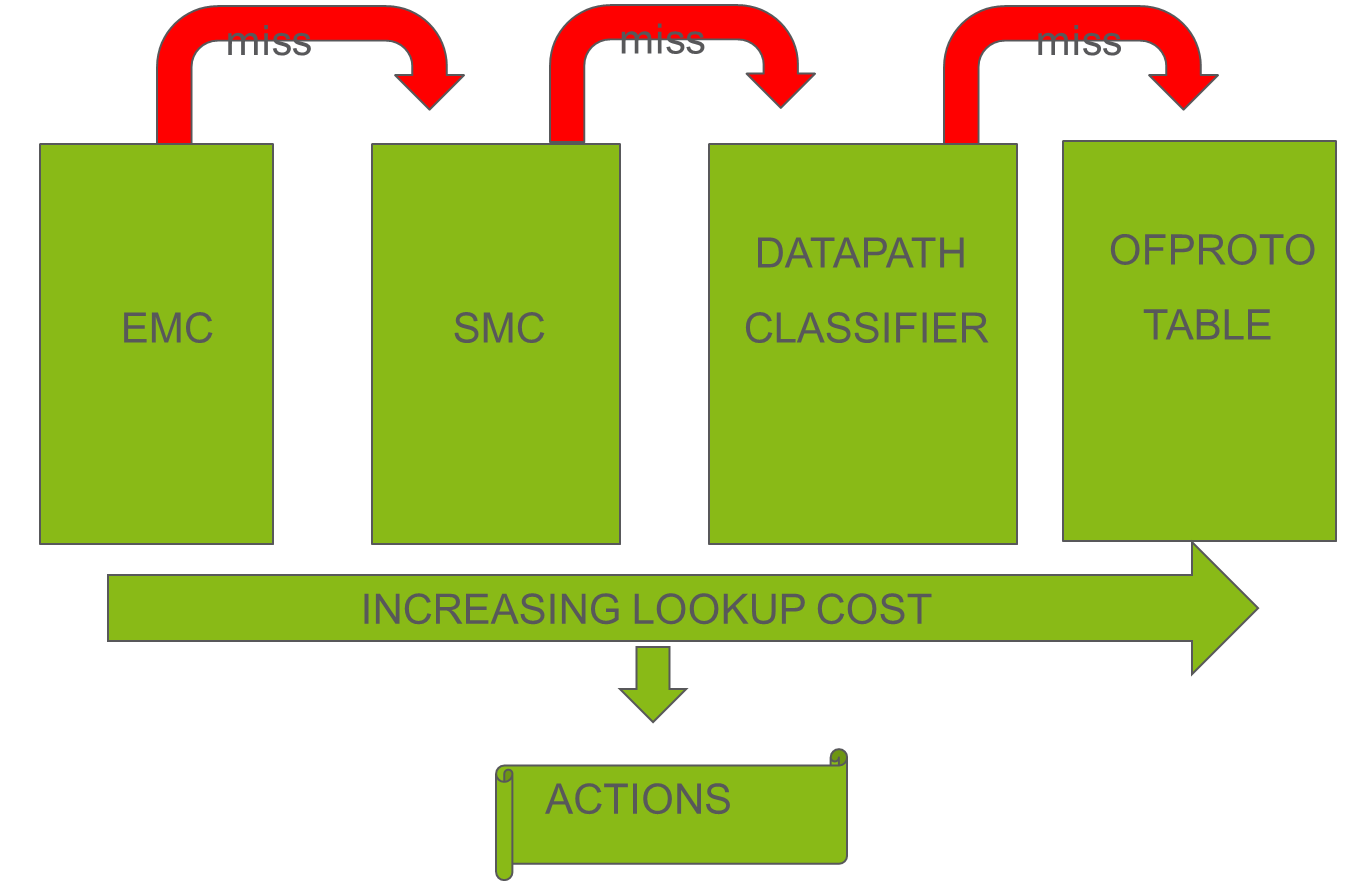 miss
miss
miss
EMC
SMC
DATAPATH
CLASSIFIER
OFPROTO
TABLE
INCREASING LOOKUP COST
ACTIONS